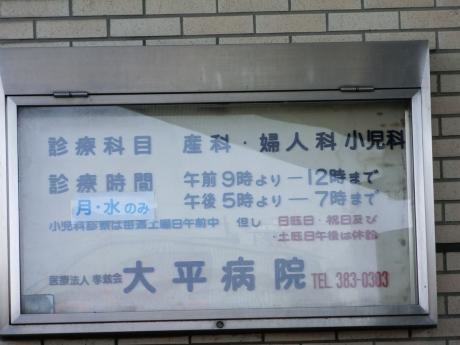 診療科目 産科・婦人科 小児科
診療時間 午前9時より―12時まで
月・水のみ 午後5時より―7時まで
小児科診察は毎週土曜日午前中 但し 日曜日・祝日及び
・土曜日午後は休診
医療法人 孝敬会 大平病院 TEL. 383-0303